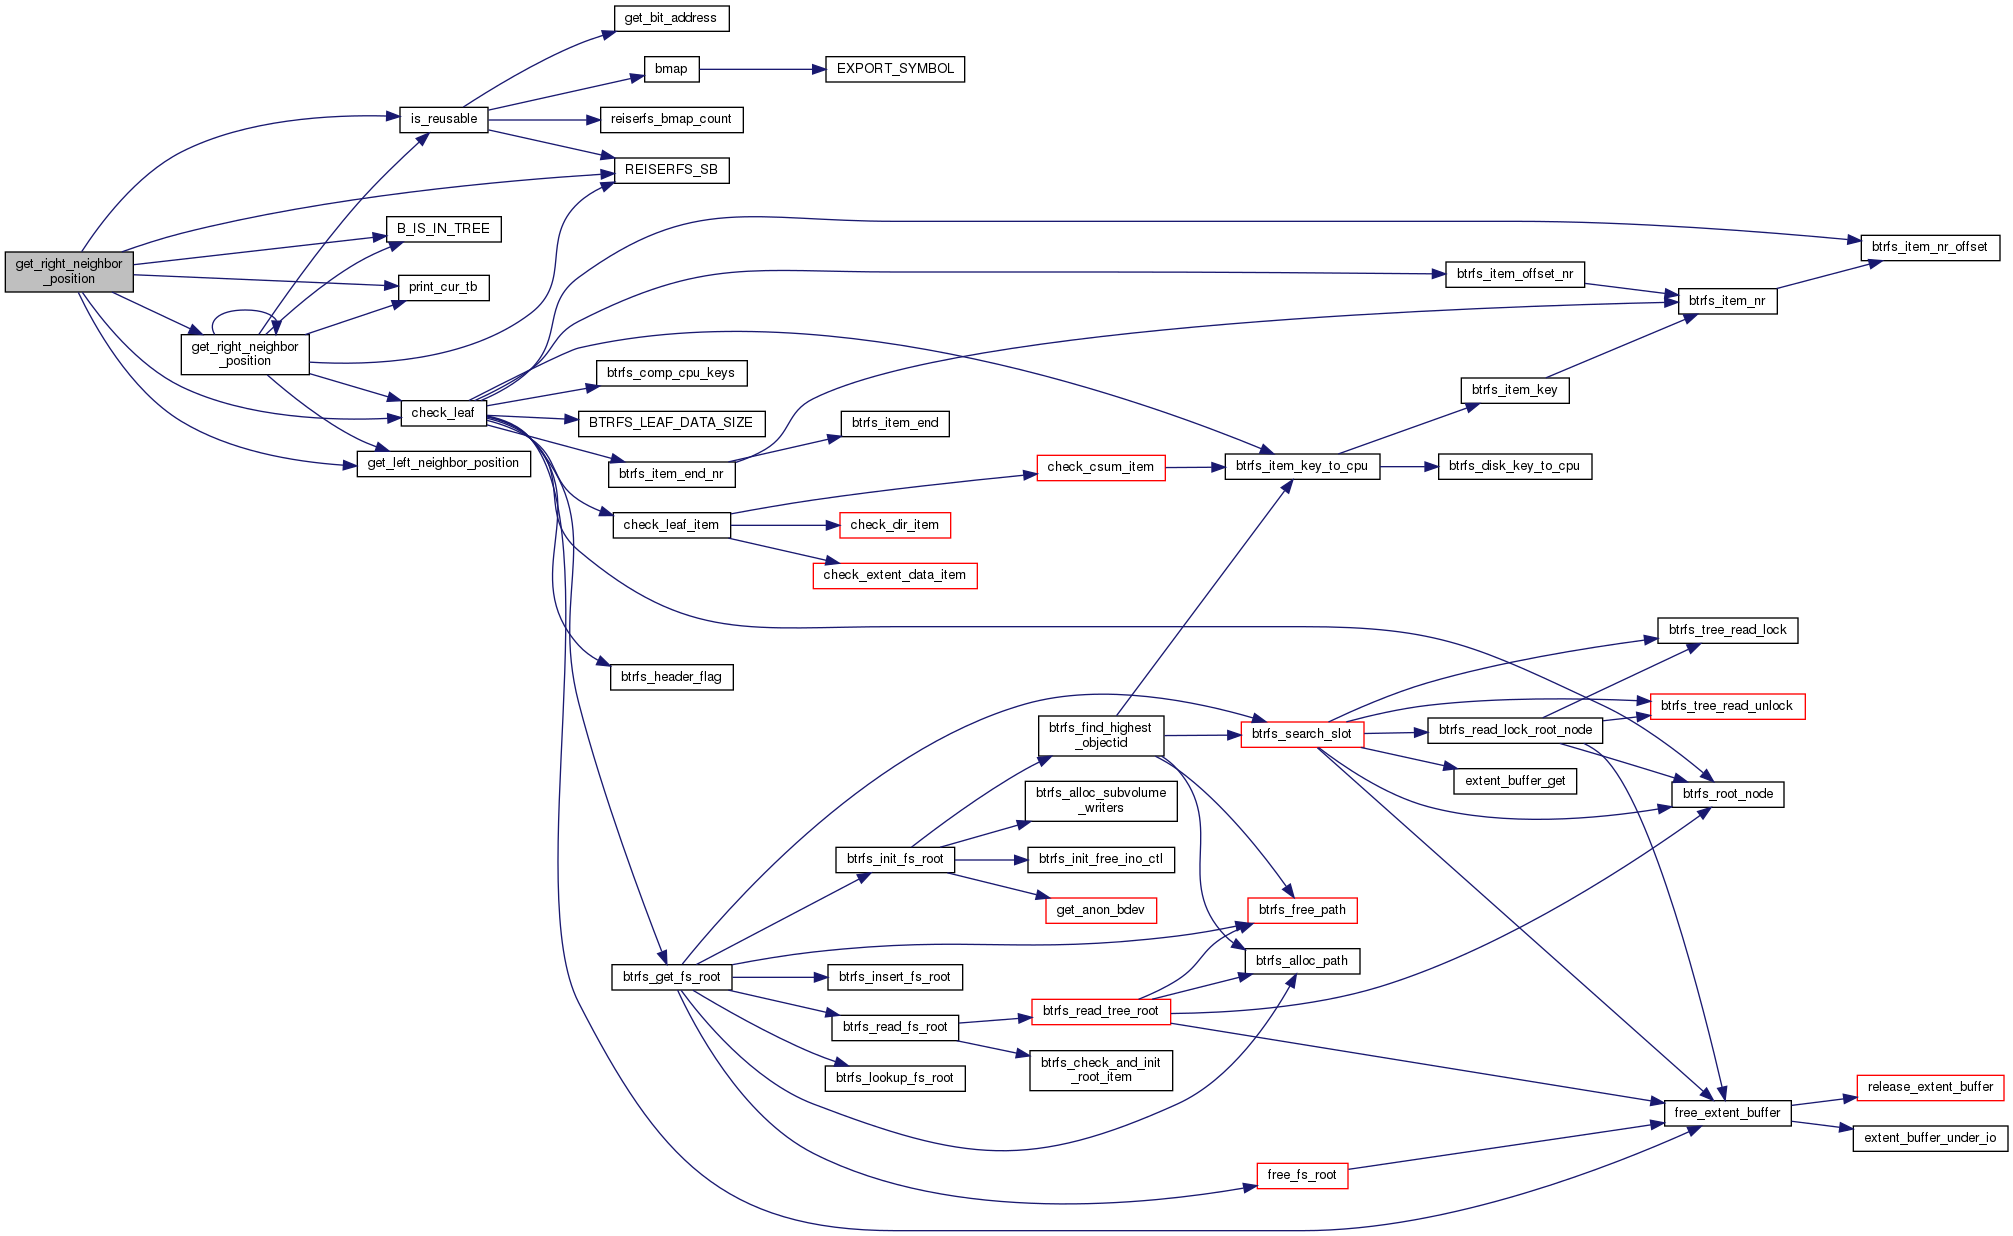 get_bit_address
bmap
EXPORT_SYMBOL
is_reusable
reiserfs_bmap_count
REISERFS_SB
B_IS_IN_TREE
get_right_neighbor
_position
print_cur_tb
get_right_neighbor
_position
btrfs_item_nr_offset
btrfs_item_offset_nr
btrfs_item_nr
btrfs_comp_cpu_keys
check_leaf
BTRFS_LEAF_DATA_SIZE
btrfs_item_end
btrfs_item_key
get_left_neighbor_position
btrfs_item_end_nr
check_csum_item
btrfs_item_key_to_cpu
btrfs_disk_key_to_cpu
check_leaf_item
check_dir_item
check_extent_data_item
btrfs_tree_read_lock
btrfs_header_flag
btrfs_tree_read_unlock
btrfs_find_highest
_objectid
btrfs_search_slot
btrfs_read_lock_root_node
extent_buffer_get
btrfs_root_node
btrfs_alloc_subvolume
_writers
btrfs_init_fs_root
btrfs_init_free_ino_ctl
get_anon_bdev
btrfs_free_path
btrfs_alloc_path
btrfs_get_fs_root
btrfs_insert_fs_root
btrfs_read_tree_root
btrfs_read_fs_root
btrfs_check_and_init
_root_item
btrfs_lookup_fs_root
release_extent_buffer
free_extent_buffer
extent_buffer_under_io
free_fs_root